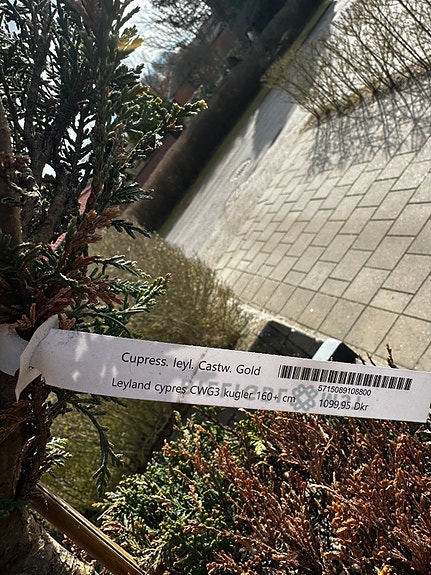 Cupress. leyl. Castw. Gold
5715089108800
Leyland cypres CWG3 kugler 160+ cm
1099,95 Dkr